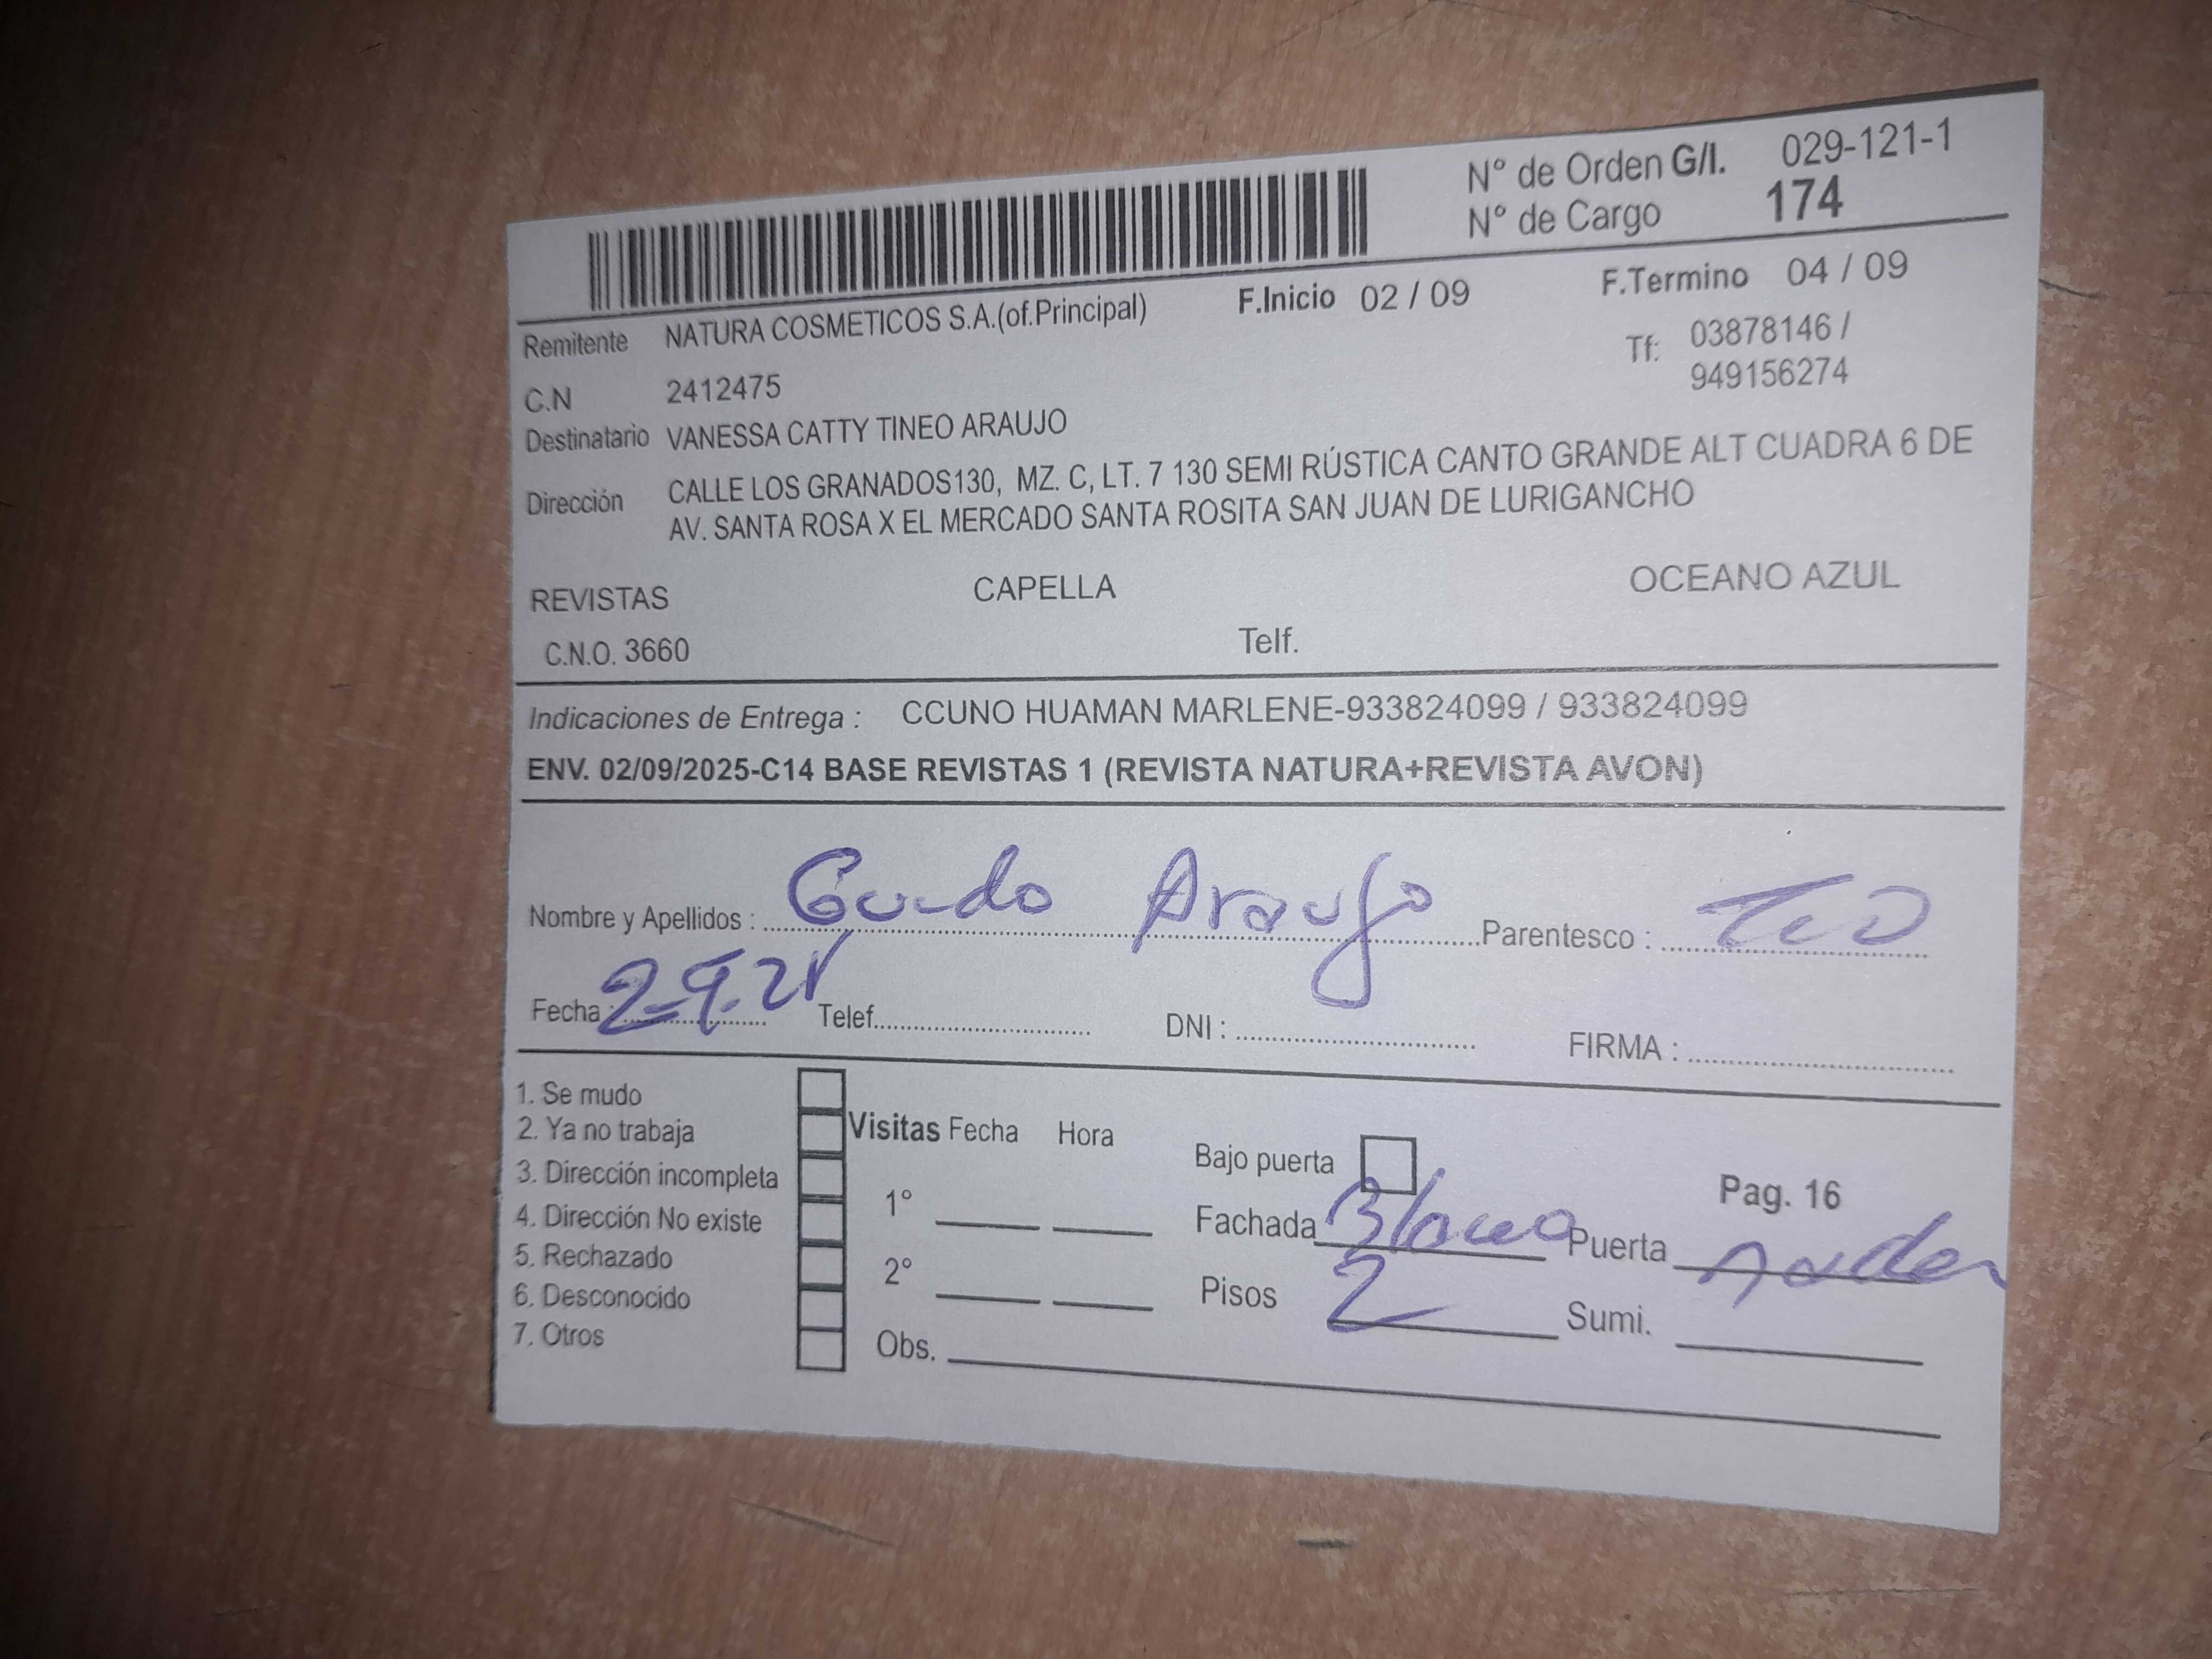 N° de Orden G/I. 029-121-1
N° de Cargo 174
Remitente NATURA COSMETICOS S.A.(of.Principal) F.Inicio 02 / 09 F.Termino 04 / 09
C.N 2412475 Tf: 03878146 /
949156274
Destinatario VANESSA CATTY TINEO ARAUJO
Dirección CALLE LOS GRANADOS130, MZ. C, LT. 7 130 SEMI RÚSTICA CANTO GRANDE ALT CUADRA 6 DE
AV. SANTA ROSA X EL MERCADO SANTA ROSITA SAN JUAN DE LURIGANCHO
REVISTAS CAPELLA OCEANO AZUL
C.N.O. 3660 Telf.
Indicaciones de Entrega : CCUNO HUAMAN MARLENE-933824099 / 933824099
ENV. 02/09/2025-C14 BASE REVISTAS 1 (REVISTA NATURA+REVISTA AVON)
Nombre y Apellidos : Guido Araujo Parentesco : TIO
Fecha : 2-9-25 Telef. DNI : FIRMA :
1. Se mudo
2. Ya no trabaja Visitas Fecha Hora
3. Dirección incompleta Bajo puerta
4. Dirección No existe 1° Fachada Blanco Pag. 16
5. Rechazado Puerta
6. Desconocido 2° Pisos 2 Sumi.
7. Otros Obs.